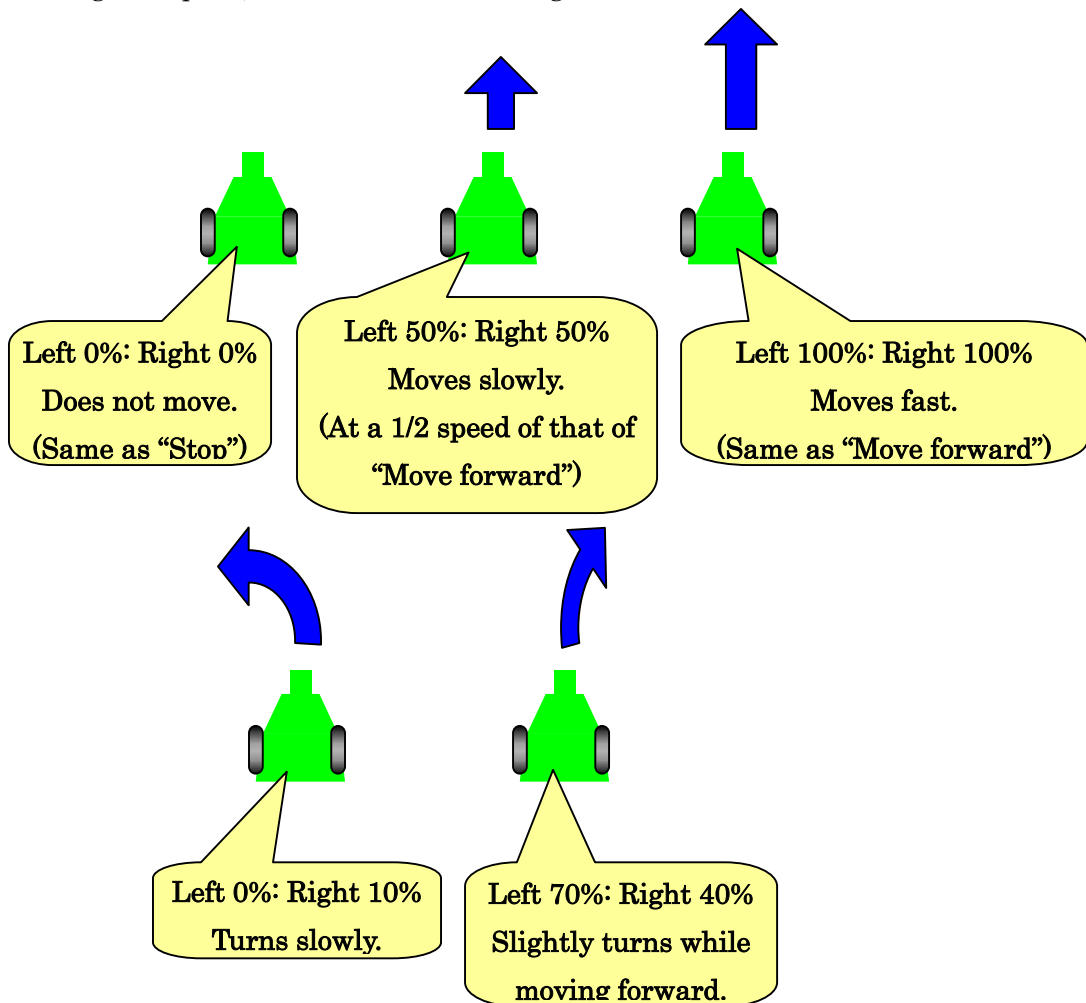 Left 0%: Right 0%
Does not move.
(Same as “Stop”)
Left 50%: Right 50%
Moves slowly.
(At a 1/2 speed of that of
“Move forward”)
Left 100%: Right 100%
Moves fast.
(Same as “Move forward”)
Left 0%: Right 10%
Turns slowly.
Left 70%: Right 40%
Slightly turns while
moving forward.